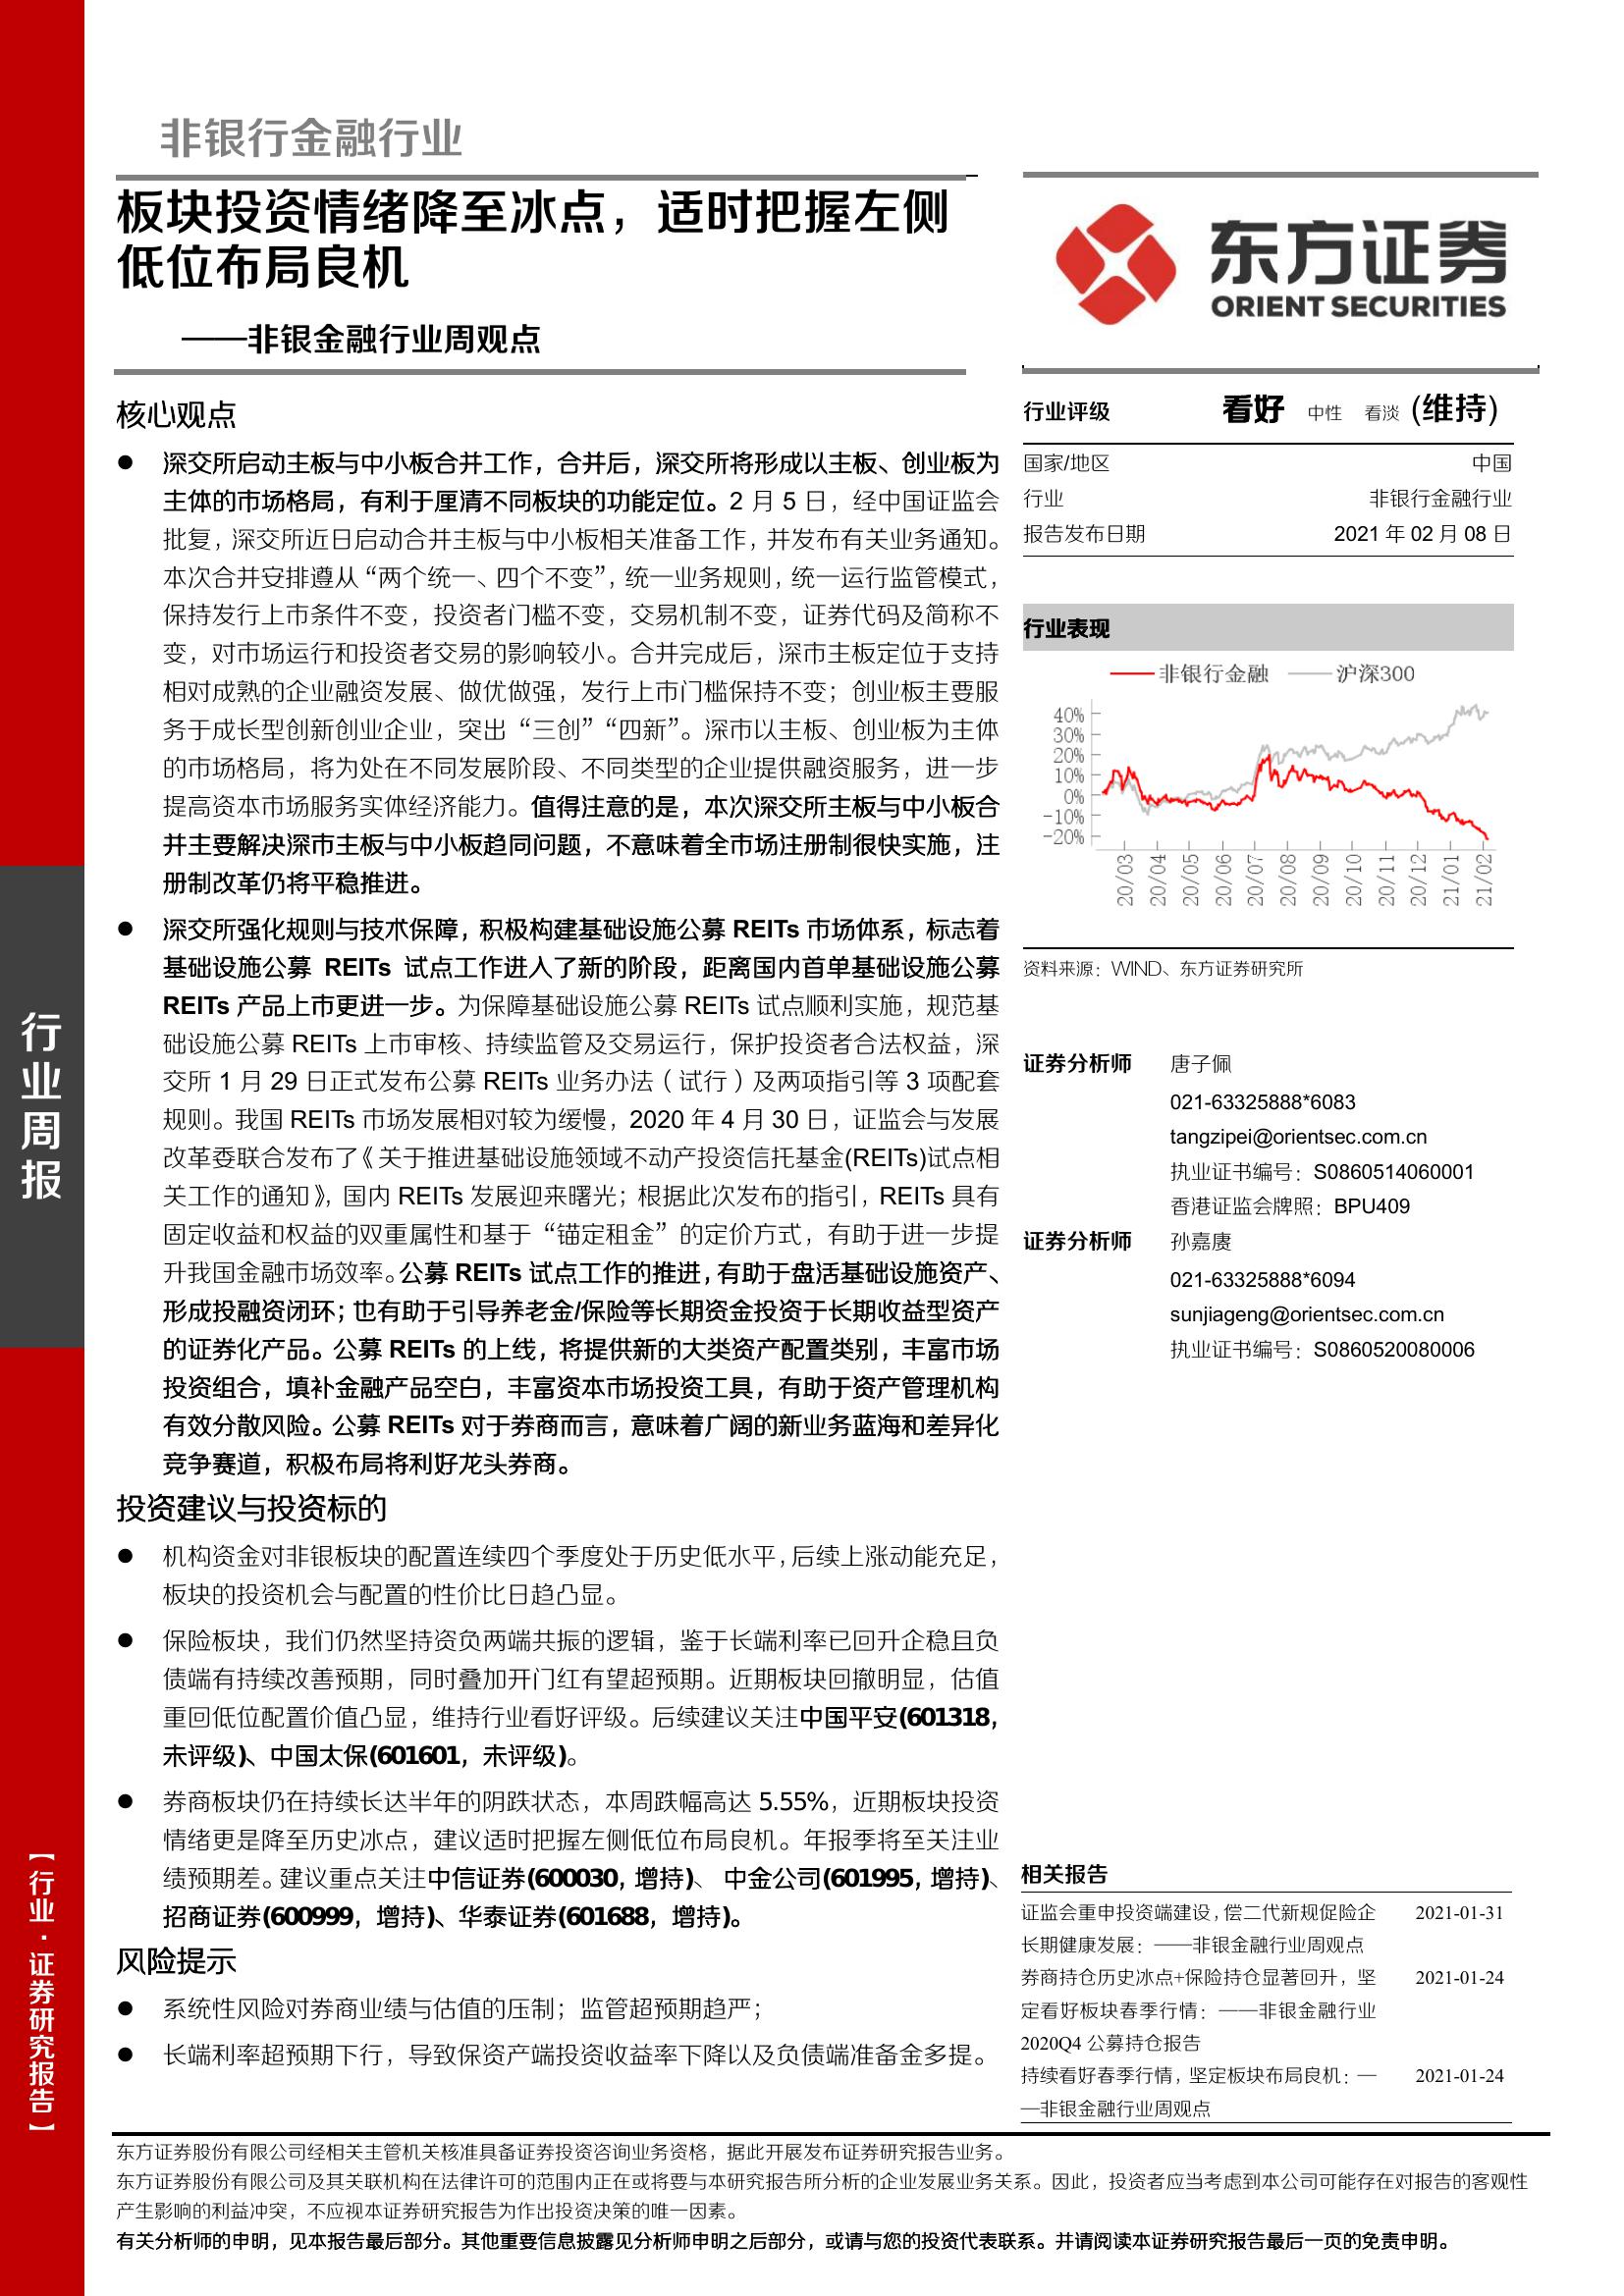 非银行金融行业
板块投资情绪降至冰点，适时把握左侧
低位布局良机
——非银金融行业周观点
核心观点
● 深交所启动主板与中小板合并工作，合并后，深交所将形成以主板、创业板为
主体的市场格局，有利于厘清不同板块的功能定位。2 月 5 日，经中国证监会
批复，深交所近日启动合并主板与中小板相关准备工作，并发布有关业务通知。
本次合并安排遵从“两个统一、四个不变”，统一业务规则，统一运行监管模式，
保持发行上市条件不变，投资者门槛不变，交易机制不变，证券代码及简称不
变，对市场运行和投资者交易的影响较小。合并完成后，深市主板定位于支持
相对成熟的企业融资发展、做优做强，发行上市门槛保持不变；创业板主要服
务于成长型创新创业企业，突出“三创”“四新”。深市以主板、创业板为主体
的市场格局，将为处在不同发展阶段、不同类型的企业提供融资服务，进一步
提高资本市场服务实体经济能力。值得注意的是，本次深交所主板与中小板合
并主要解决深市主板与中小板趋同问题，不意味着全市场注册制很快实施，注
册制改革仍将平稳推进。
● 深交所强化规则与技术保障，积极构建基础设施公募 REITs 市场体系，标志着
基础设施公募 REITs 试点工作进入了新的阶段，距离国内首单基础设施公募
REITs 产品上市更进一步。为保障基础设施公募 REITs 试点顺利实施，规范基
础设施公募 REITs 上市审核、持续监管及交易运行，保护投资者合法权益，深
交所 1 月 29 日正式发布公募 REITs 业务办法（试行）及两项指引等 3 项配套
规则。我国 REITs 市场发展相对较为缓慢，2020 年 4 月 30 日，证监会与发展
改革委联合发布了《关于推进基础设施领域不动产投资信托基金(REITs)试点相
关工作的通知》，国内 REITs 发展迎来曙光；根据此次发布的指引，REITs 具有
固定收益和权益的双重属性和基于“锚定租金”的定价方式，有助于进一步提
升我国金融市场效率。公募 REITs 试点工作的推进，有助于盘活基础设施资产、
形成投融资闭环；也有助于引导养老金/保险等长期资金投资于长期收益型资产
的证券化产品。公募 REITs 的上线，将提供新的大类资产配置类别，丰富市场
投资组合，填补金融产品空白，丰富资本市场投资工具，有助于资产管理机构
有效分散风险。公募 REITs 对于券商而言，意味着广阔的新业务蓝海和差异化
竞争赛道，积极布局将利好龙头券商。
投资建议与投资标的
● 机构资金对非银板块的配置连续四个季度处于历史低水平，后续上涨动能充足，
板块的投资机会与配置的性价比日趋凸显。
● 保险板块，我们仍然坚持资负两端共振的逻辑，鉴于长端利率已回升企稳且负
债端有持续改善预期，同时叠加开门红有望超预期。近期板块回撤明显，估值
重回低位配置价值凸显，维持行业看好评级。后续建议关注中国平安(601318，
未评级)、中国太保(601601，未评级)。
● 券商板块仍在持续长达半年的阴跌状态，本周跌幅高达 5.55%，近期板块投资
情绪更是降至历史冰点，建议适时把握左侧低位布局良机。年报季将至关注业
绩预期差。建议重点关注中信证券(600030，增持)、 中金公司(601995，增持)、
招商证券(600999，增持)、华泰证券(601688，增持)。
风险提示
● 系统性风险对券商业绩与估值的压制；监管超预期趋严；
● 长端利率超预期下行，导致保资产端投资收益率下降以及负债端准备金多提。
东方证券
ORIENT SECURITIES
行业评级 看好 中性 看淡 (维持)
国家/地区 中国
行业 非银行金融行业
报告发布日期 2021 年 02 月 08 日
行业表现
非银行金融 沪深300
40%
30%
20%
10%
0%
-10%
-20%
20/03 20/04 20/05 20/06 20/07 20/08 20/09 20/10 20/11 20/12 21/01 21/02
资料来源：WIND、东方证券研究所
证券分析师 唐子佩
021-63325888*6083
tangzipei@orientsec.com.cn
执业证书编号：S0860514060001
香港证监会牌照：BPU409
证券分析师 孙嘉赓
021-63325888*6094
sunjiageng@orientsec.com.cn
执业证书编号：S0860520080006
相关报告
证监会重申投资端建设，偿二代新规促险企 2021-01-31
长期健康发展：——非银金融行业周观点
券商持仓历史冰点+保险持仓显著回升，坚 2021-01-24
定看好板块春季行情：——非银金融行业
2020Q4 公募持仓报告
持续看好春季行情，坚定板块布局良机：— 2021-01-24
—非银金融行业周观点
行业周报
【行业·证券研究报告】
东方证券股份有限公司经相关主管机关核准具备证券投资咨询业务资格，据此开展发布证券研究报告业务。
东方证券股份有限公司及其关联机构在法律许可的范围内正在或将要与本研究报告所分析的企业发展业务关系。因此，投资者应当考虑到本公司可能存在对报告的客观性
产生影响的利益冲突，不应视本证券研究报告为作出投资决策的唯一因素。
有关分析师的申明，见本报告最后部分。其他重要信息披露见分析师申明之后部分，或请与您的投资代表联系。并请阅读本证券研究报告最后一页的免责申明。